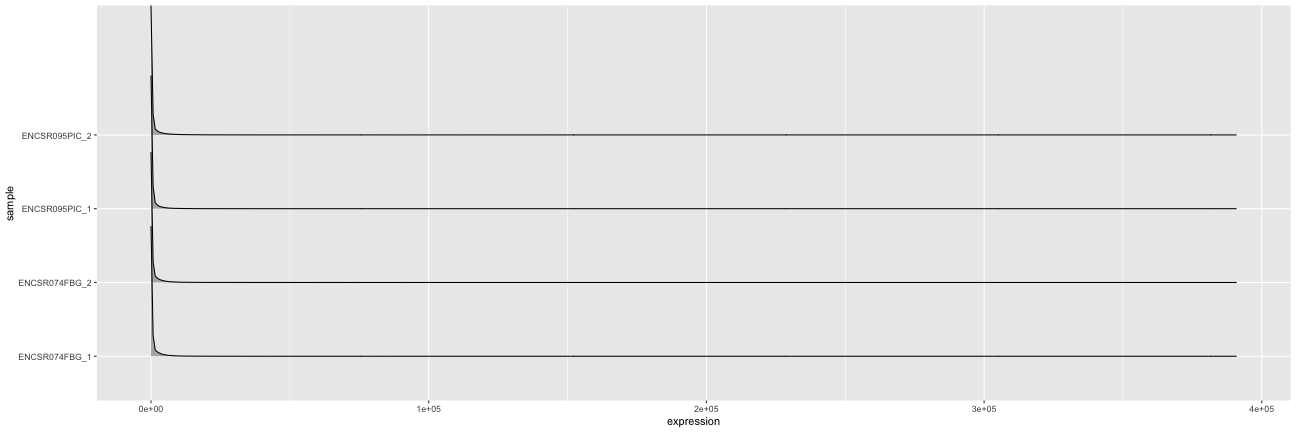 ENCSR095PIC_2
ENCSR095PIC_1
ENCSR074FBG_2
ENCSR074FBG_1
sample
0e+00 1e+05 2e+05 3e+05 4e+05
expression